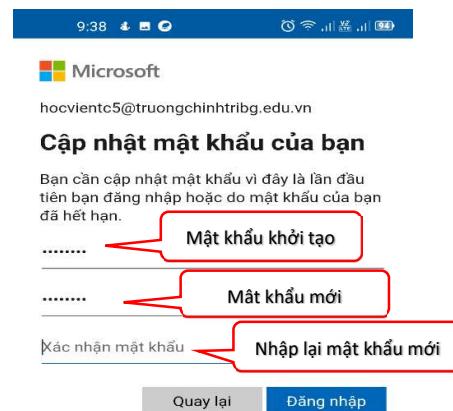 9:38
VZ
LTE
94
Microsoft
hocvientc5@truongchinhtribg.edu.vn
Cập nhật mật khẩu của bạn
Bạn cần cập nhật mật khẩu vì đây là lần đầu
tiên bạn đăng nhập hoặc do mật khẩu của bạn
đã hết hạn.
Mật khẩu khởi tạo
........
Mât khẩu mới
........
Xác nhận mật khẩu
Nhập lại mật khẩu mới
Quay lại
Đăng nhập